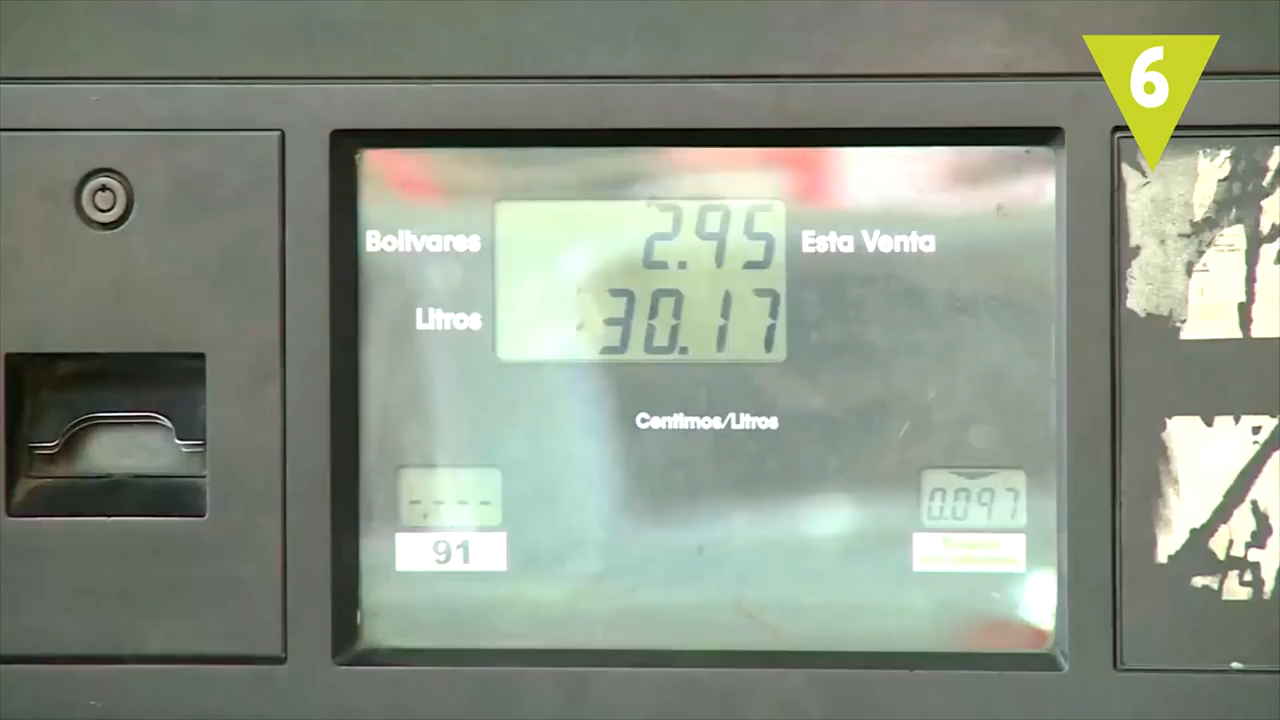 6
Bolivares 2.95 Esta Venta
Litros 30.17
Centimos/Litros
-.---
0.097
91